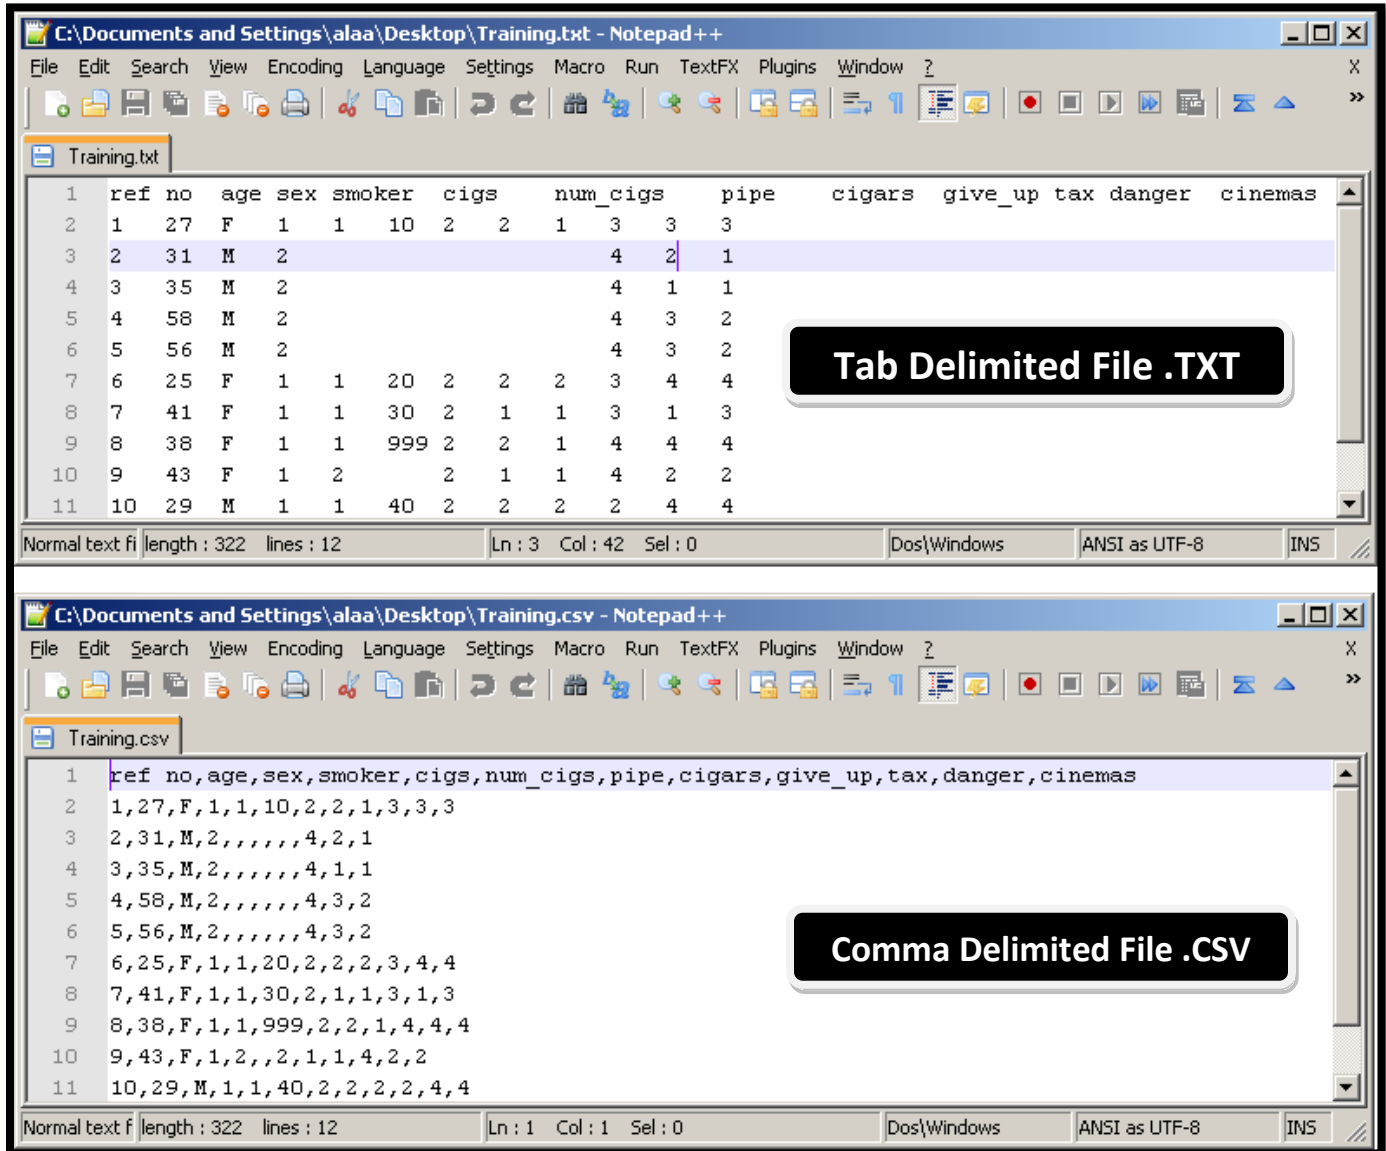 C:\Documents and Settings\alaa\Desktop\Training.txt - Notepad++
File Edit Search View Encoding Language Settings Macro Run TextFX Plugins Window ? X
Training.txt
1 ref no age sex smoker cigs num_cigs pipe cigars give_up tax danger cinemas
2 1 27 F 1 1 10 2 2 1 3 3 3
3 2 31 M 2 4 2 1
4 3 35 M 2 4 1 1
5 4 58 M 2 4 3 2
6 5 56 M 2 4 3 2
Tab Delimited File .TXT
7 6 25 F 1 1 20 2 2 2 3 4 4
8 7 41 F 1 1 30 2 1 1 3 1 3
9 8 38 F 1 1 999 2 2 1 4 4 4
10 9 43 F 1 2 2 1 1 4 2 2
11 10 29 M 1 1 40 2 2 2 2 4 4
Normal text fi length : 322 lines : 12 Ln : 3 Col : 42 Sel : 0 Dos\Windows ANSI as UTF-8 INS
C:\Documents and Settings\alaa\Desktop\Training.csv - Notepad++
File Edit Search View Encoding Language Settings Macro Run TextFX Plugins Window ? X
Training.csv
1 ref no,age,sex,smoker,cigs,num_cigs,pipe,cigars,give_up,tax,danger,cinemas
2 1,27,F,1,1,10,2,2,1,3,3,3
3 2,31,M,2,,,,,,4,2,1
4 3,35,M,2,,,,,,4,1,1
5 4,58,M,2,,,,,,4,3,2
6 5,56,M,2,,,,,,4,3,2
Comma Delimited File .CSV
7 6,25,F,1,1,20,2,2,2,3,4,4
8 7,41,F,1,1,30,2,1,1,3,1,3
9 8,38,F,1,1,999,2,2,1,4,4,4
10 9,43,F,1,2,,2,1,1,4,2,2
11 10,29,M,1,1,40,2,2,2,2,4,4
Normal text f length : 322 lines : 12 Ln : 1 Col : 1 Sel : 0 Dos\Windows ANSI as UTF-8 INS